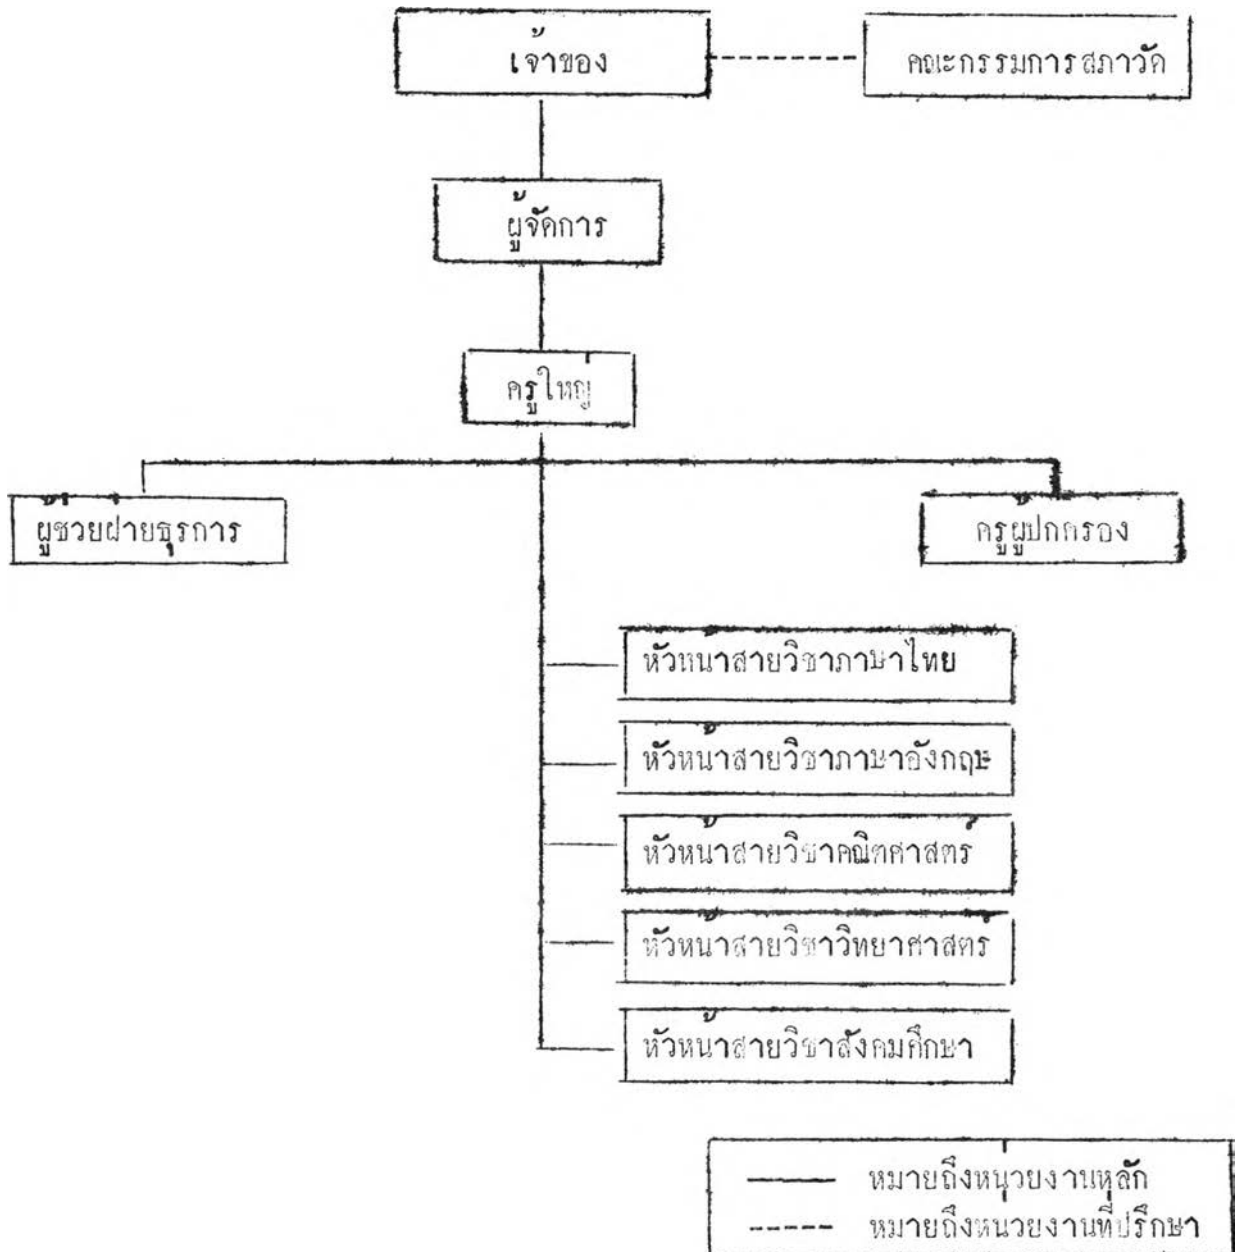 เจ้าของ
คณะกรรมการสภาวัด
ผู้จัดการ
ครูใหญ่
ผู้ช่วยฝ่ายธุรการ
ครูผู้ปกครอง
หัวหน้าสายวิชาภาษาไทย
หัวหน้าสายวิชาภาษาอังกฤษ
หัวหน้าสายวิชาคณิตศาสตร์
หัวหน้าสายวิชาวิทยาศาสตร์
หัวหน้าสายวิชาสังคมศึกษา
หมายถึงหน่วยงานหลัก
หมายถึงหน่วยงานที่ปรึกษา